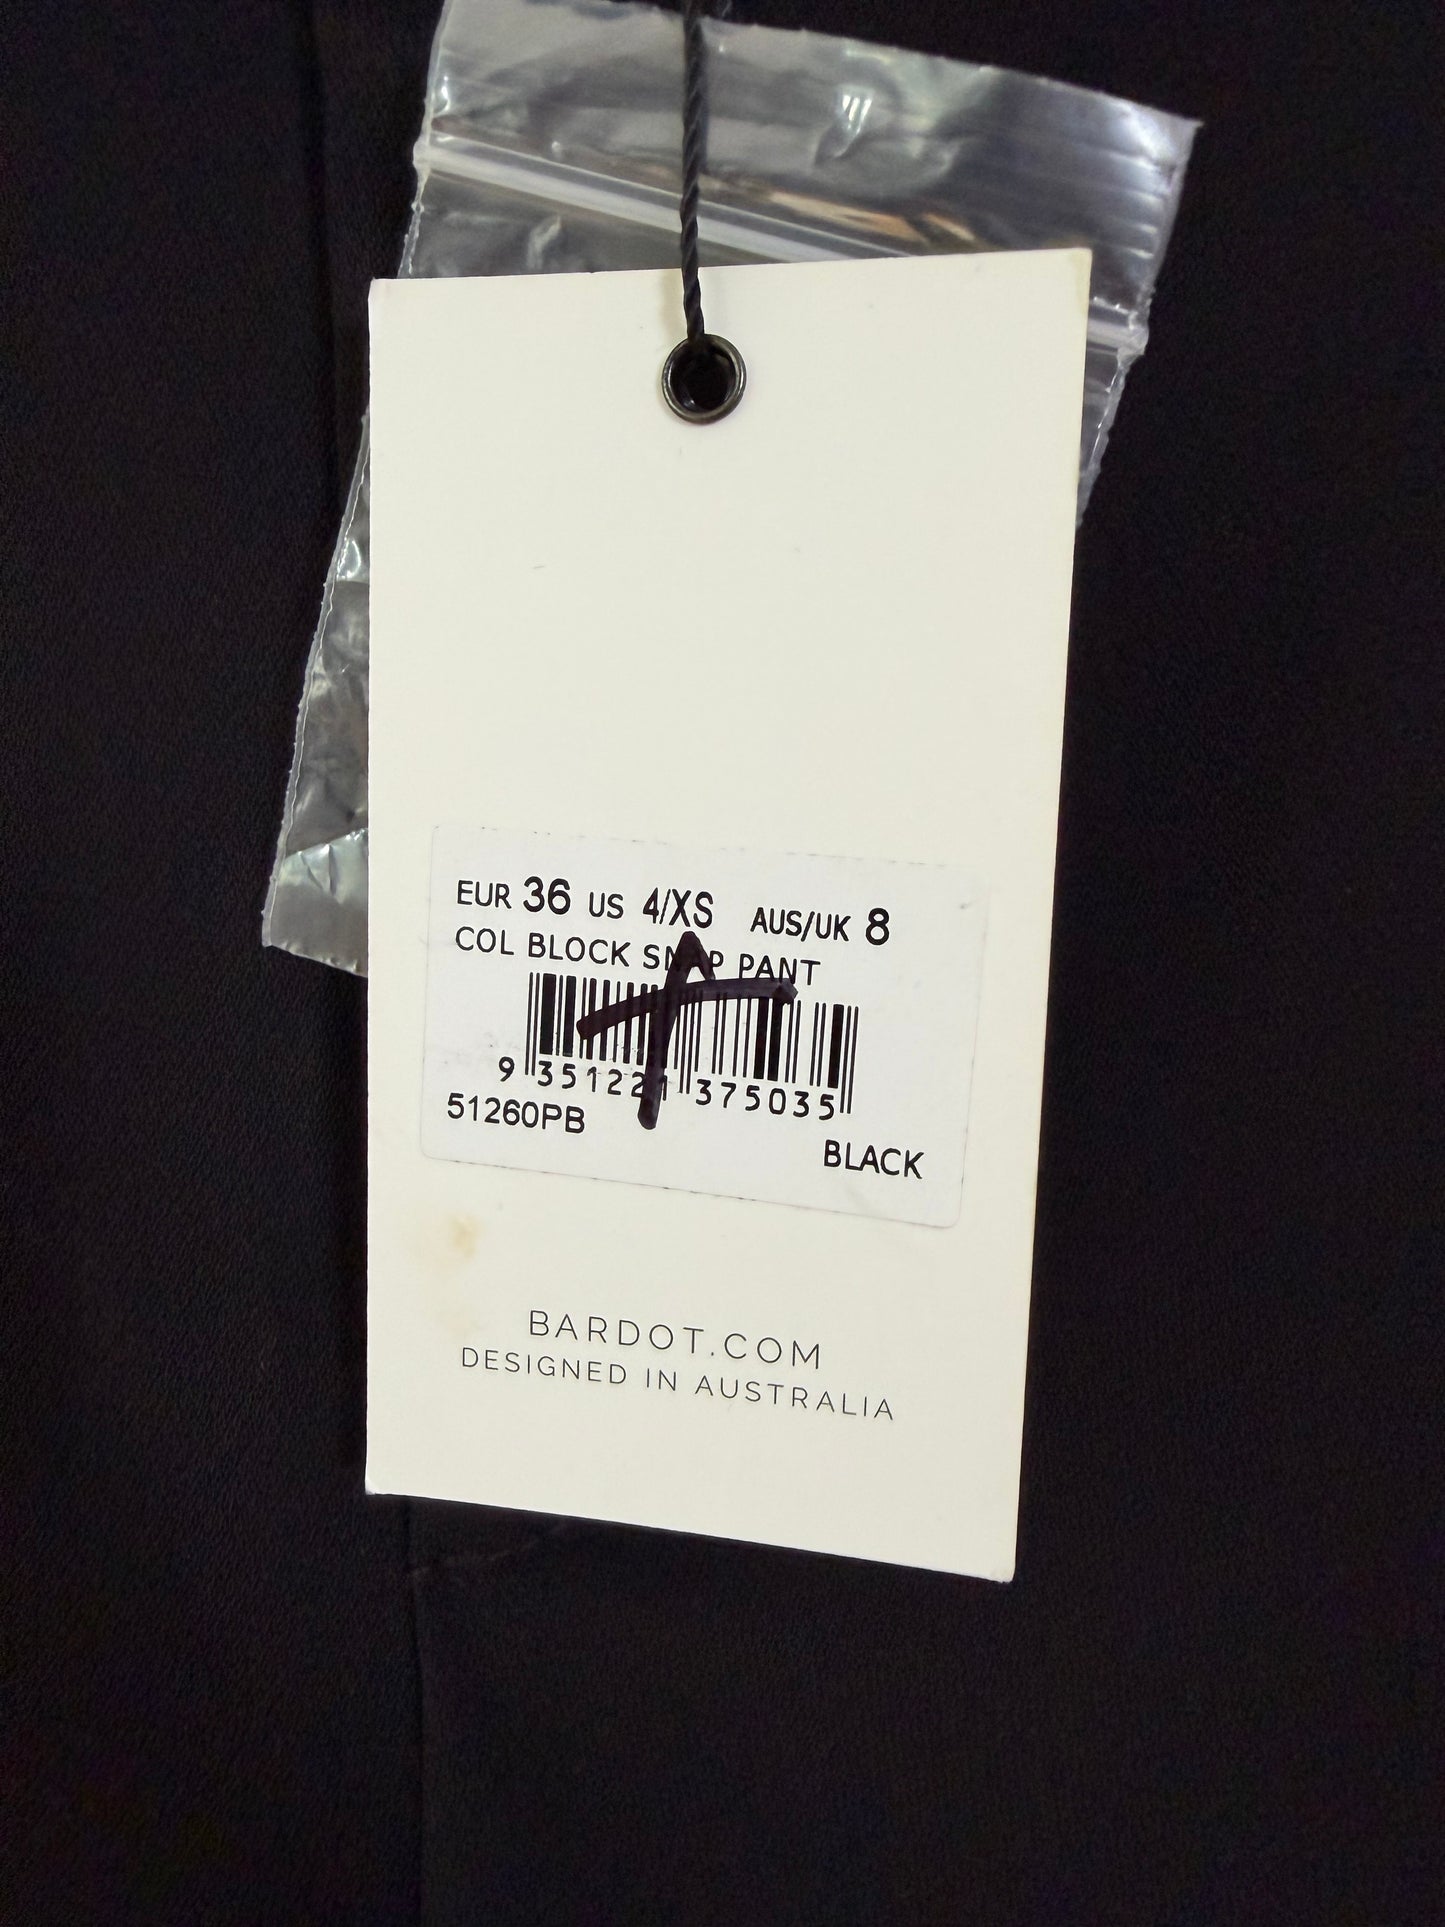 EUR 36 US 4/XS AUS/UK 8
COL BLOCK SNAP PANT
9 351221 375035
51260PB
BLACK
BARDOT.COM
DESIGNED IN AUSTRALIA